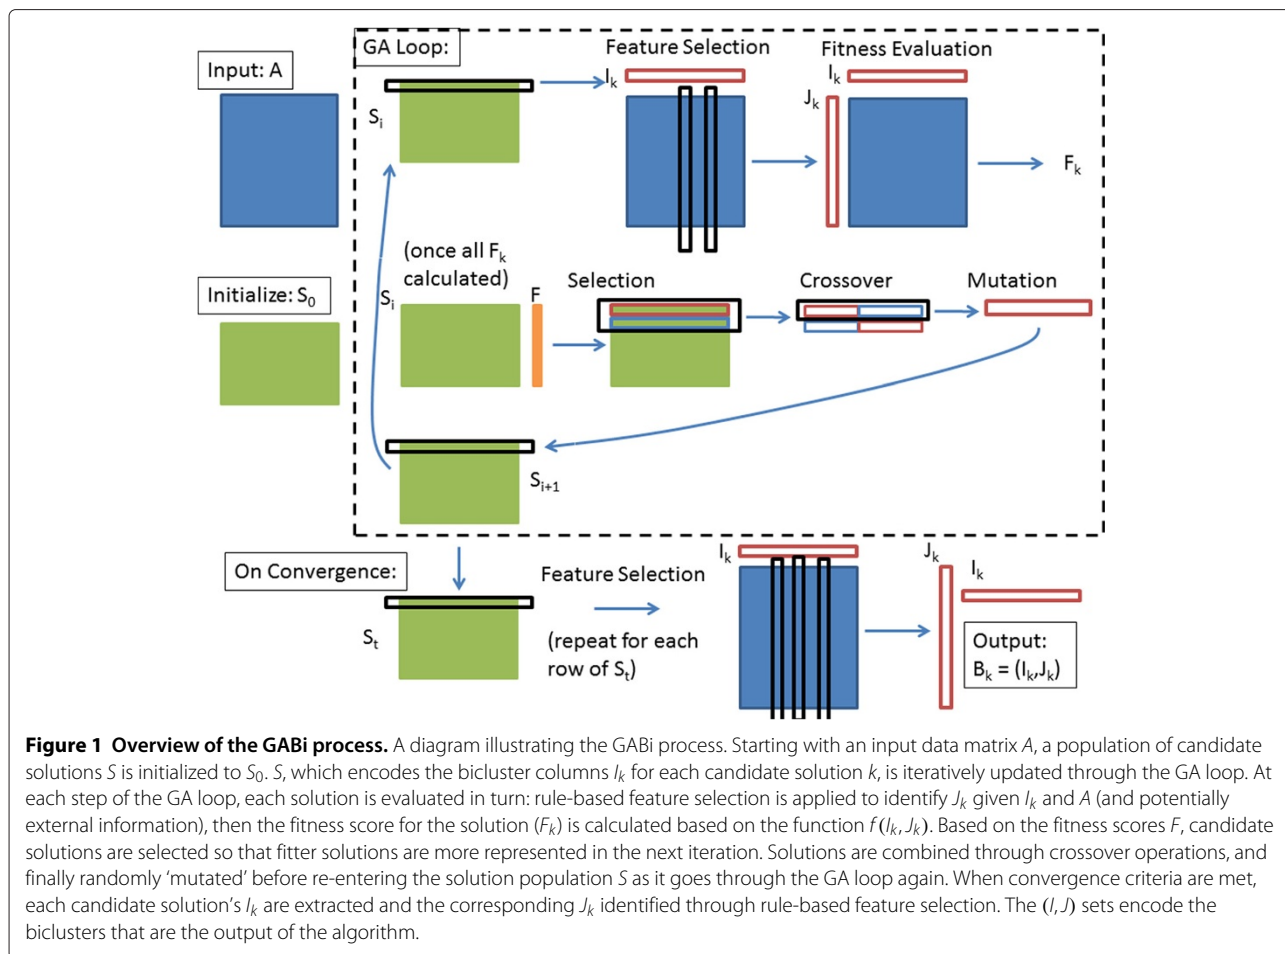 GA Loop:
Feature Selection
Fitness Evaluation
Input: A
Iₖ
Iₖ
Jₖ
Sᵢ
Fₖ
(once all Fₖ
calculated)
Initialize: S₀
Sᵢ
F
Selection
Crossover
Mutation
Sᵢ₊₁
On Convergence:
Feature Selection
Iₖ
Jₖ
Iₖ
Sₜ
(repeat for each
row of Sₜ)
Output:
Bₖ = (Iₖ,Jₖ)
Figure 1 Overview of the GABi process. A diagram illustrating the GABi process. Starting with an input data matrix A, a population of candidate
solutions S is initialized to S₀. S, which encodes the bicluster columns Iₖ for each candidate solution k, is iteratively updated through the GA loop. At
each step of the GA loop, each solution is evaluated in turn: rule-based feature selection is applied to identify Jₖ given Iₖ and A (and potentially
external information), then the fitness score for the solution (Fₖ) is calculated based on the function f(Iₖ, Jₖ). Based on the fitness scores F, candidate
solutions are selected so that fitter solutions are more represented in the next iteration. Solutions are combined through crossover operations, and
finally randomly ‘mutated’ before re-entering the solution population S as it goes through the GA loop again. When convergence criteria are met,
each candidate solution’s Iₖ are extracted and the corresponding Jₖ identified through rule-based feature selection. The (I, J) sets encode the
biclusters that are the output of the algorithm.